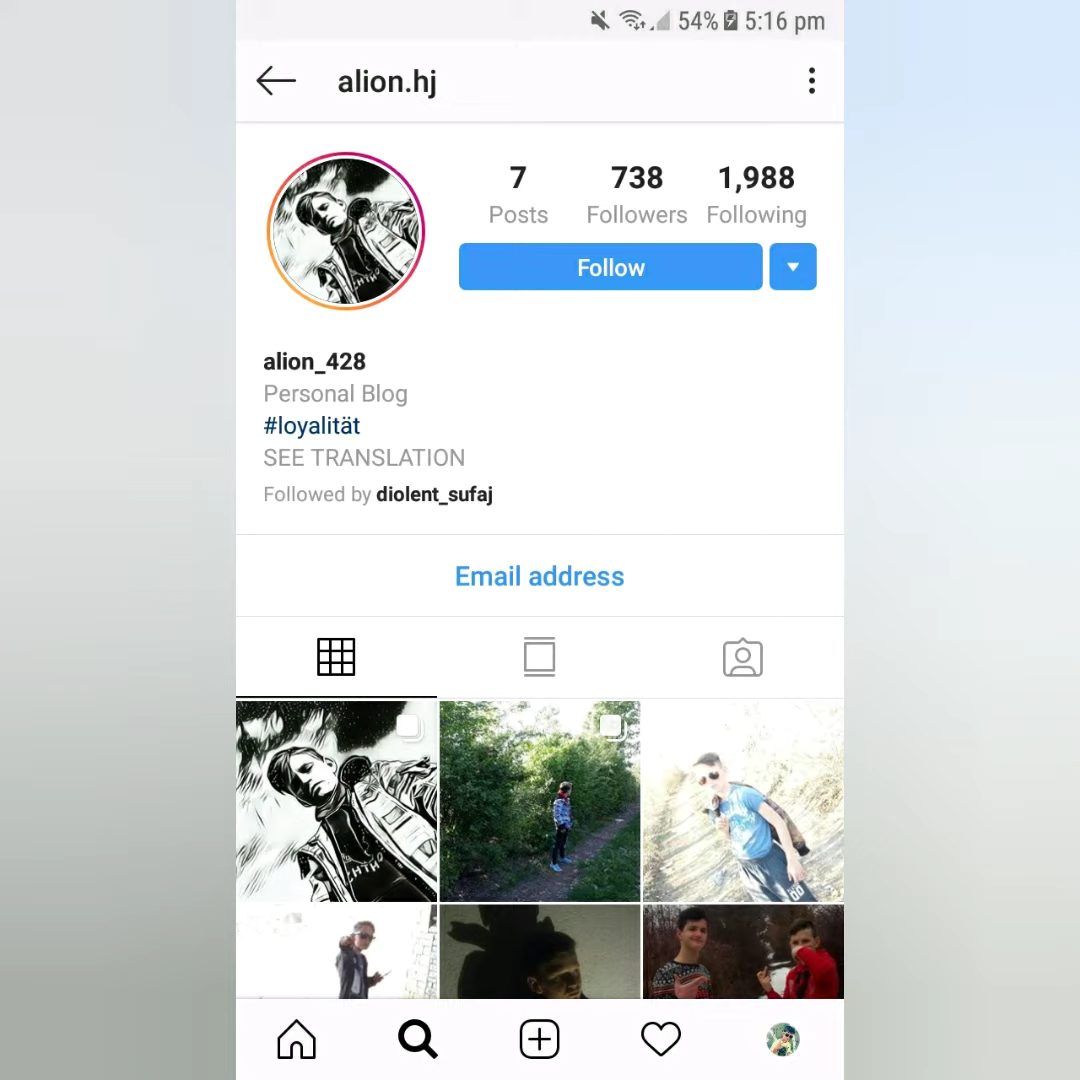 54% 5:16 pm
alion.hj
7 738 1,988
Posts Followers Following
Follow
alion_428
Personal Blog
#loyalität
SEE TRANSLATION
Followed by diolent_sufaj
Email address